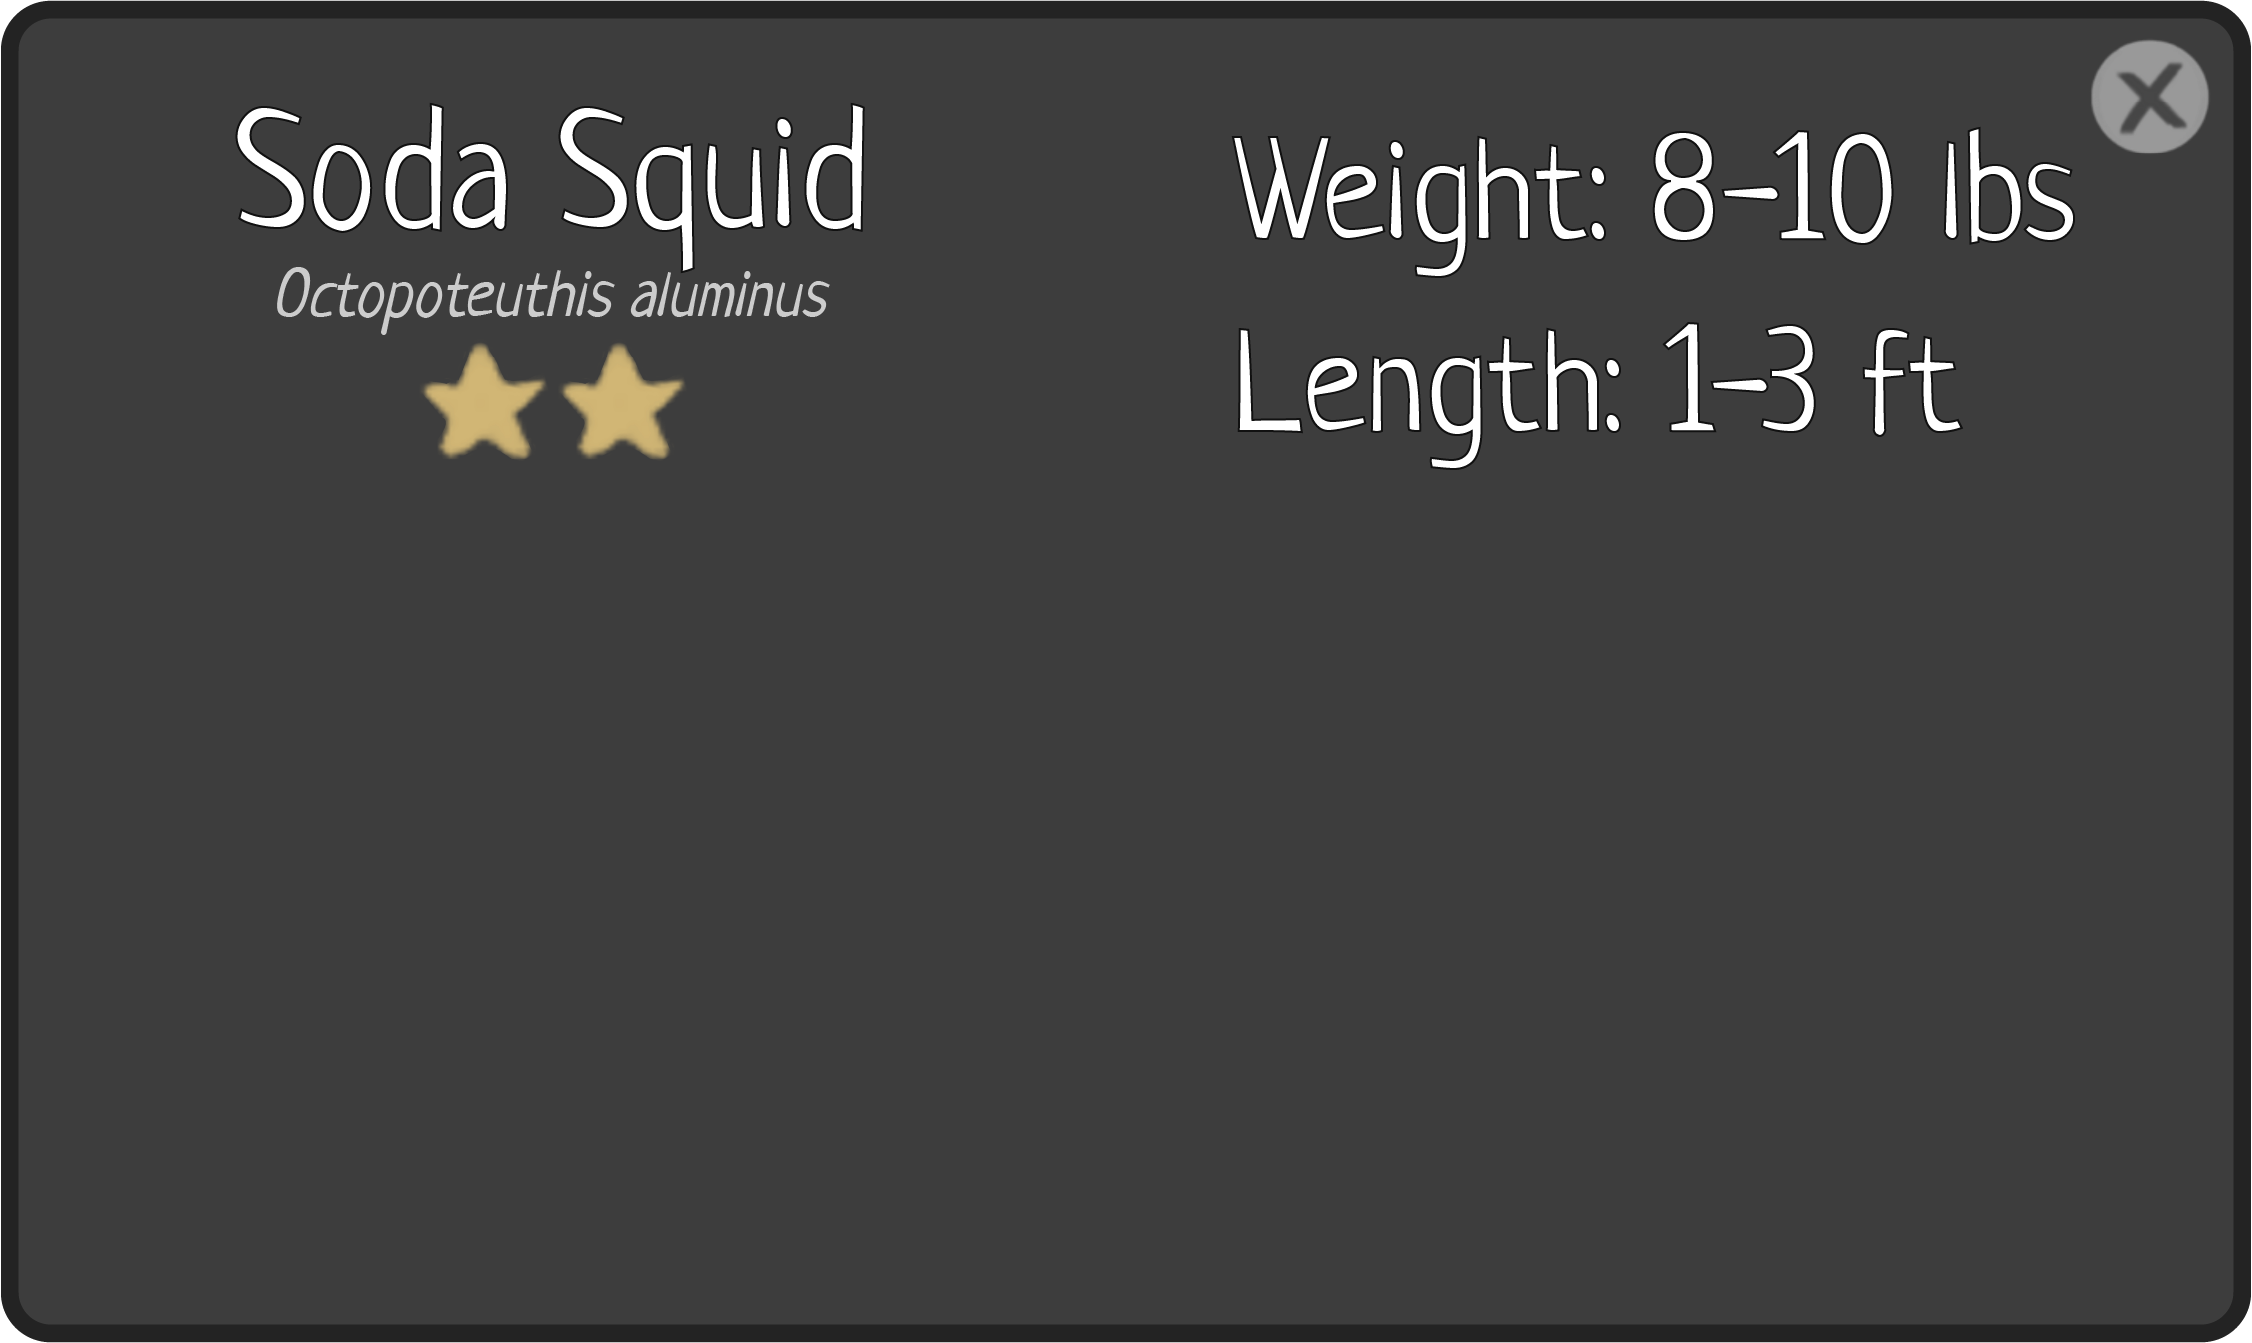 Soda Squid
Octopoteuthis aluminus
Weight: 8-10 lbs
Length: 1-3 ft
X